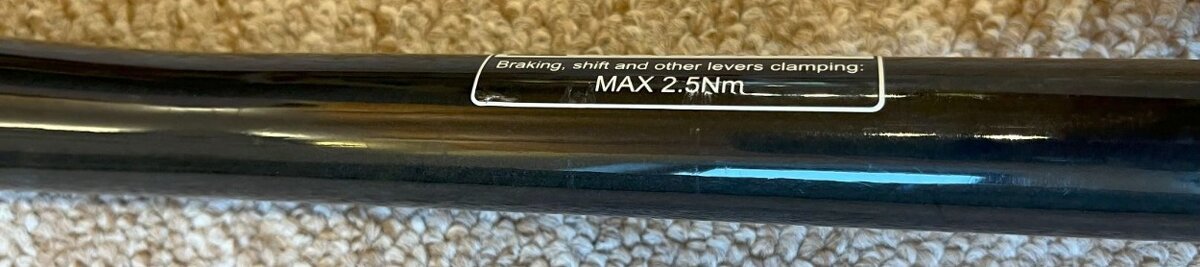 Braking, shift and other levers clamping:
MAX 2.5Nm